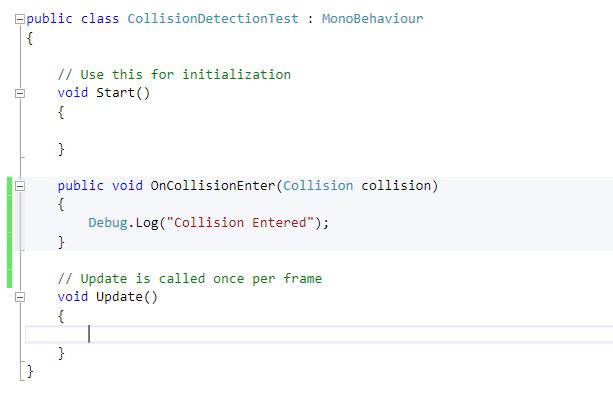 public class CollisionDetectionTest : MonoBehaviour
{
// Use this for initialization
void Start()
{
}
public void OnCollisionEnter(Collision collision)
{
Debug.Log("Collision Entered");
}
// Update is called once per frame
void Update()
{
}
}